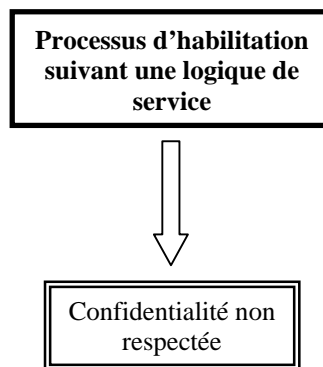 Processus d’habilitation
suivant une logique de
service
Confidentialité non
respectée